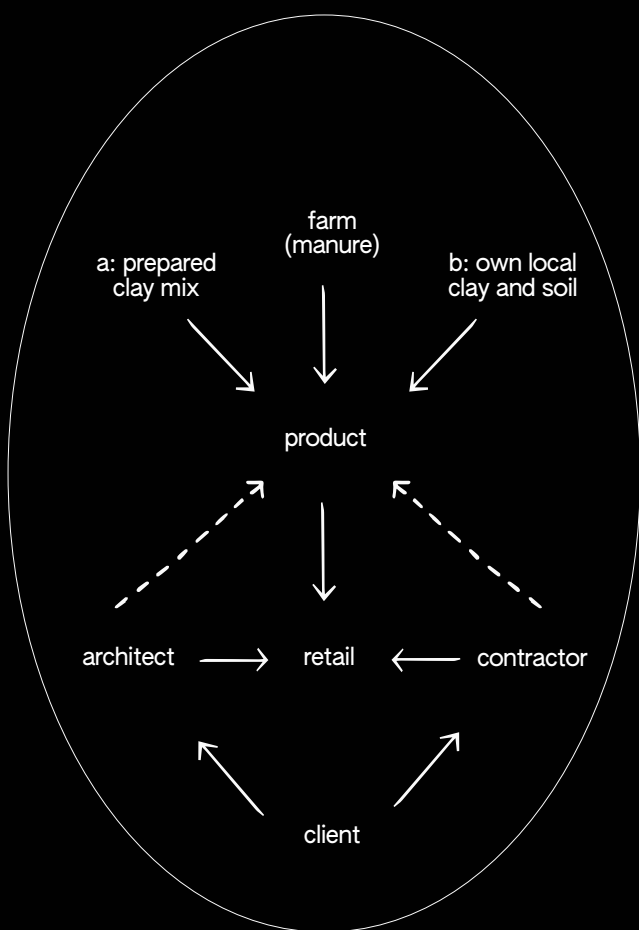 farm
(manure)
a: prepared
clay mix
b: own local
clay and soil
product
architect
retail
contractor
client